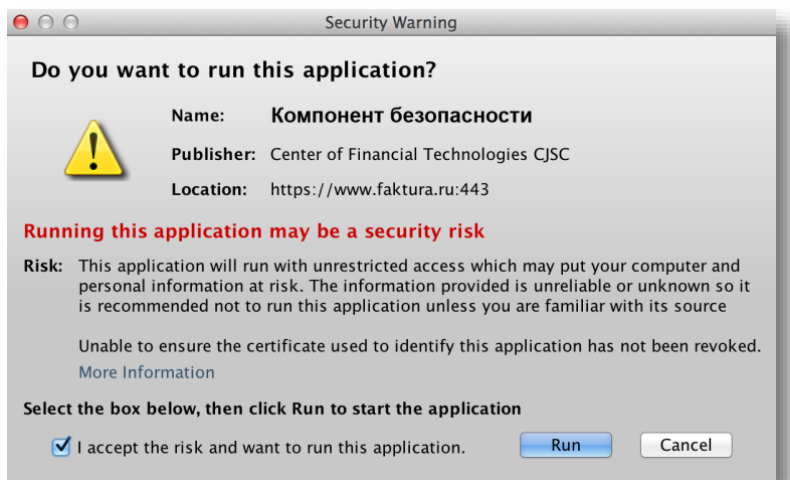 Security Warning
Do you want to run this application?
Name: Компонент безопасности
Publisher: Center of Financial Technologies CJSC
Location: https://www.faktura.ru:443
Running this application may be a security risk
Risk: This application will run with unrestricted access which may put your computer and
personal information at risk. The information provided is unreliable or unknown so it
is recommended not to run this application unless you are familiar with its source
Unable to ensure the certificate used to identify this application has not been revoked.
More Information
Select the box below, then click Run to start the application
I accept the risk and want to run this application. Run Cancel